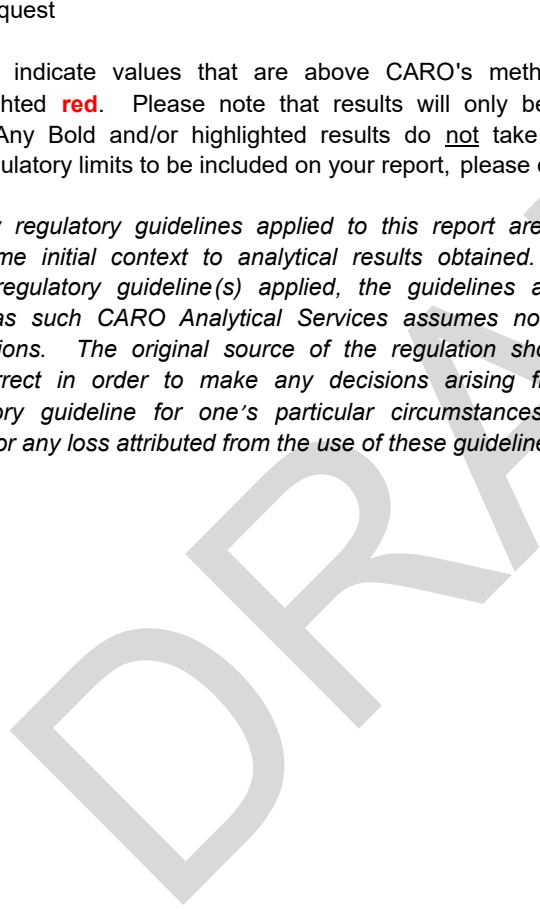 quest
indicate values that are above CARO's meth
hted red. Please note that results will only be
Any Bold and/or highlighted results do not take
ulatory limits to be included on your report, please
regulatory guidelines applied to this report are
me initial context to analytical results obtained.
regulatory guideline(s) applied, the guidelines a
as such CARO Analytical Services assumes no
ions. The original source of the regulation sho
rrect in order to make any decisions arising f
ory guideline for one's particular circumstances
or any loss attributed from the use of these guideline
DRA